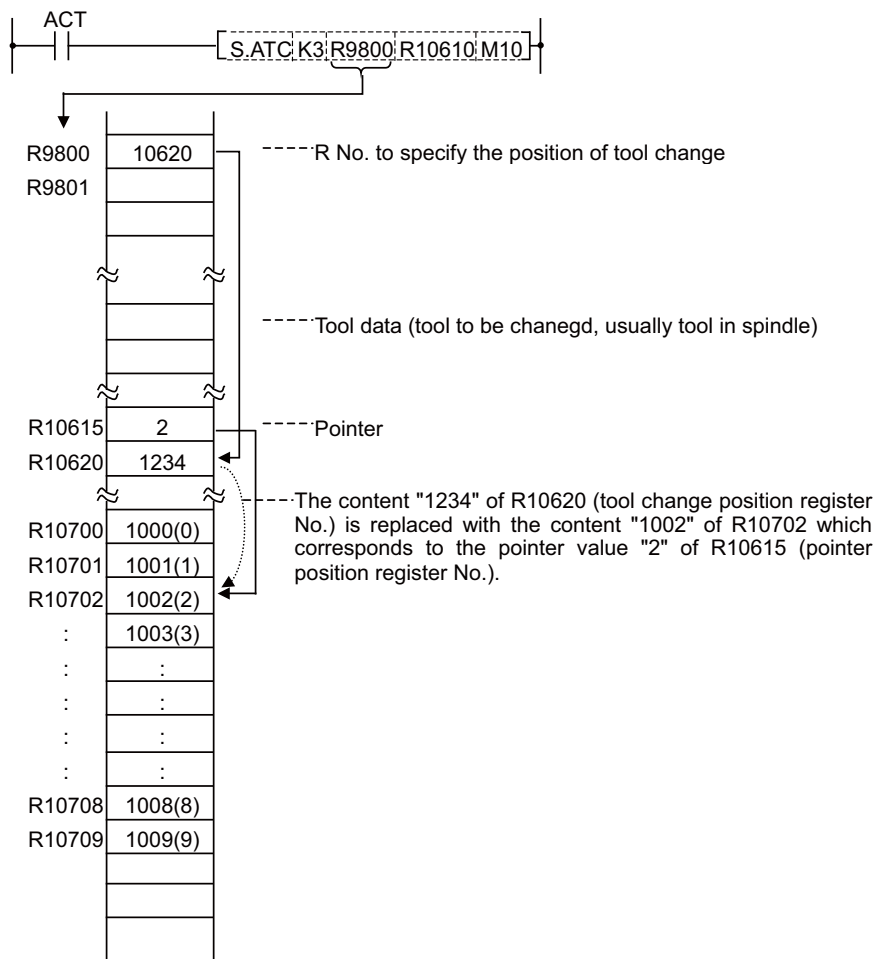 ACT
S.ATC K3 R9800 R10610 M10
R9800 10620 R No. to specify the position of tool change
R9801
Tool data (tool to be chanegd, usually tool in spindle)
R10615 2 Pointer
R10620 1234
The content "1234" of R10620 (tool change position register
No.) is replaced with the content "1002" of R10702 which
corresponds to the pointer value "2" of R10615 (pointer
position register No.).
R10700 1000(0)
R10701 1001(1)
R10702 1002(2)
: 1003(3)
: :
: :
: :
: :
R10708 1008(8)
R10709 1009(9)